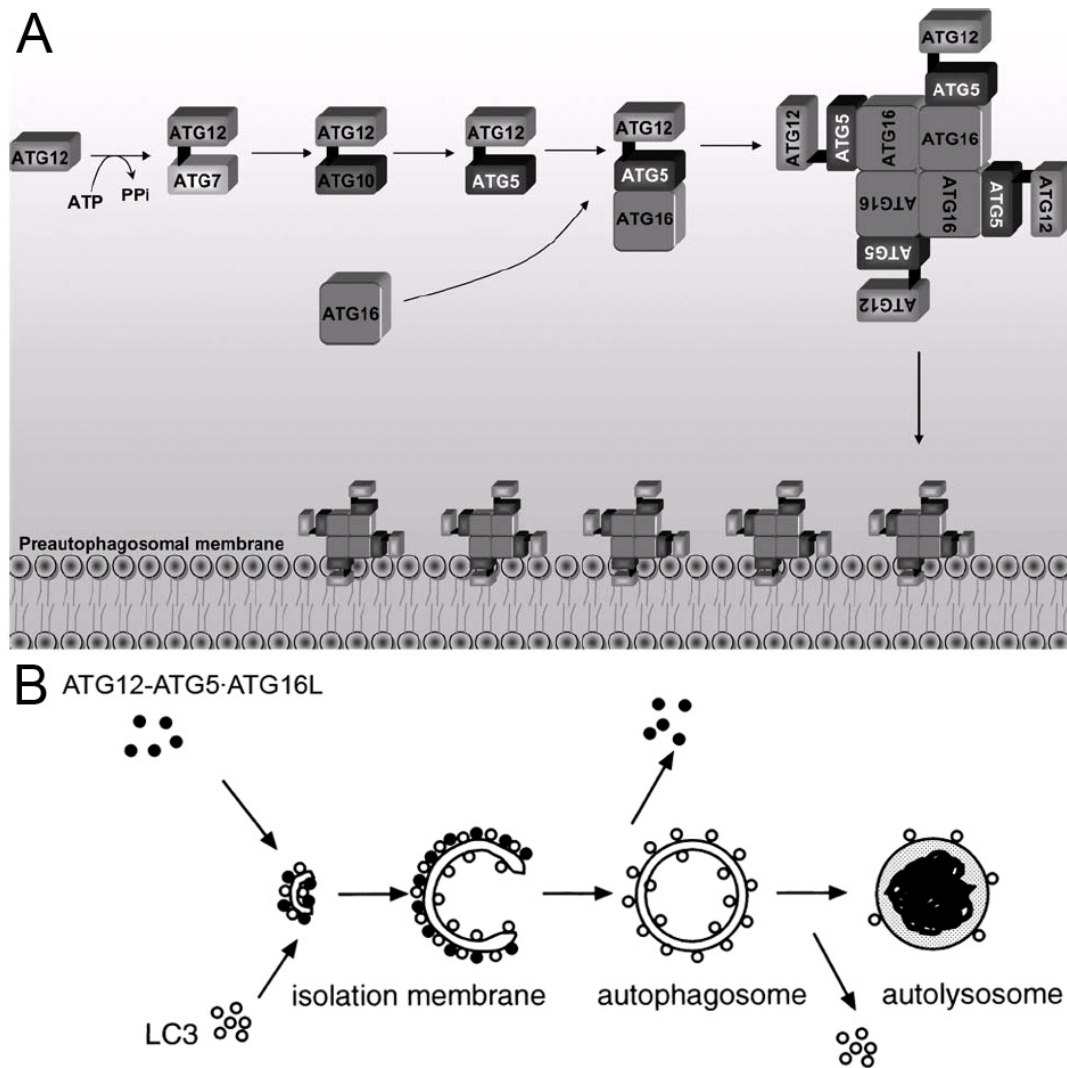 A
ATG12
ATP
PPi
ATG12
ATG7
ATG12
ATG10
ATG12
ATG5
ATG12
ATG5
ATG16
ATG16
ATG12
ATG5
ATG12
ATG5
ATG16
ATG16
ATG16
ATG16
ATG5
ATG12
ATG5
ATG12
Preautophagosomal membrane
B
ATG12-ATG5·ATG16L
isolation membrane
autophagosome
autolysosome
LC3